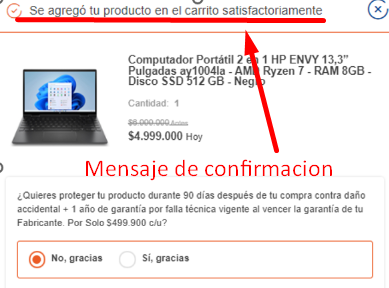 Se agregó tu producto en el carrito satisfactoriamente
Computador Portátil 2 en 1 HP ENVY 13,3”
Pulgadas ay1004la - AMD Ryzen 7 - RAM 8GB -
Disco SSD 512 GB - Negro
Cantidad: 1
$6.000.000 Antes
$4.999.000 Hoy
Mensaje de confirmacion
¿Quieres proteger tu producto durante 90 días después de tu compra contra daño
accidental + 1 año de garantía por falla técnica vigente al vencer la garantía de tu
Fabricante. Por Solo $499.900 c/u?
No, gracias
Sí, gracias